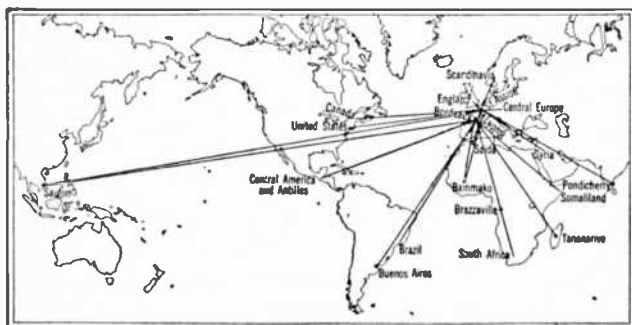 Scandinavia
England
Central Europe
Canada
United States
Syria
Saigon
Central America
and Antilles
Bammako
Pondichery
Somaliland
Brazzaville
Tananarive
Brazil
South Africa
Buenos Aires